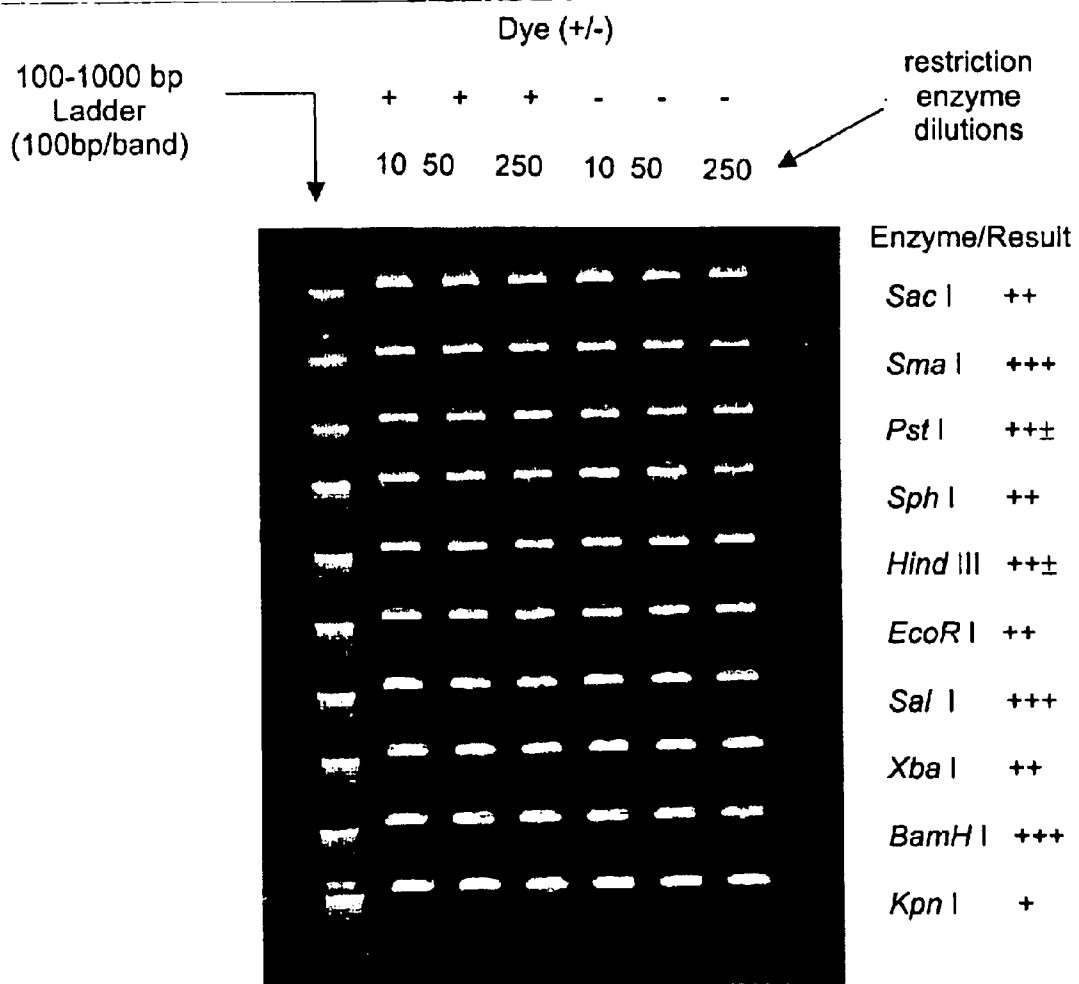 Dye (+/-)
100-1000 bp
Ladder
(100bp/band)
+ + + - - -
restriction
enzyme
dilutions
10 50 250 10 50 250
Enzyme/Result
Sac I ++
Sma I +++
Pst I ++±
Sph I ++
Hind III ++±
EcoR I ++
Sal I +++
Xba I ++
BamH I +++
Kpn I +